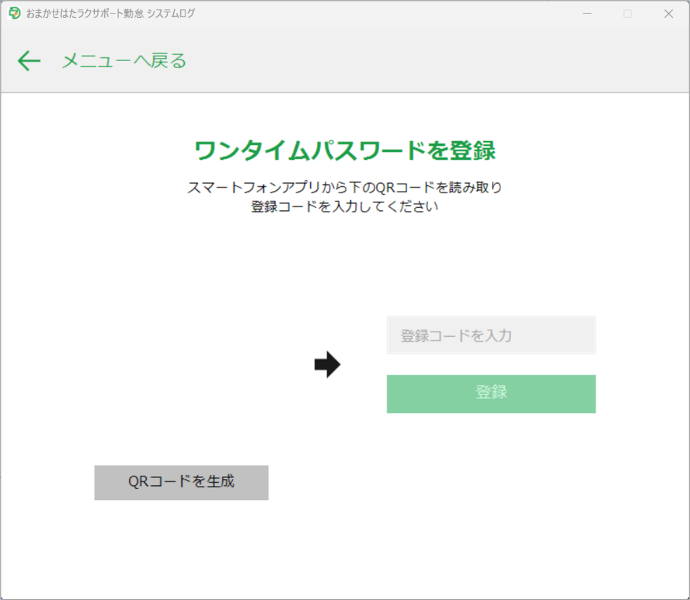 おまかせはたラクサポート勤怠 システムログ
メニューへ戻る
ワンタイムパスワードを登録
スマートフォンアプリから下のQRコードを読み取り
登録コードを入力してください
登録コードを入力
登録
QRコードを生成